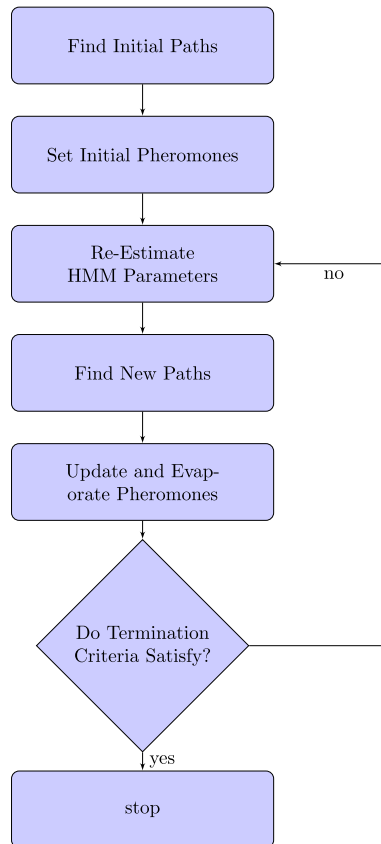 Find Initial Paths
Set Initial Pheromones
Re-Estimate
HMM Parameters
no
Find New Paths
Update and Evap-
orate Pheromones
Do Termination
Criteria Satisfy?
yes
stop